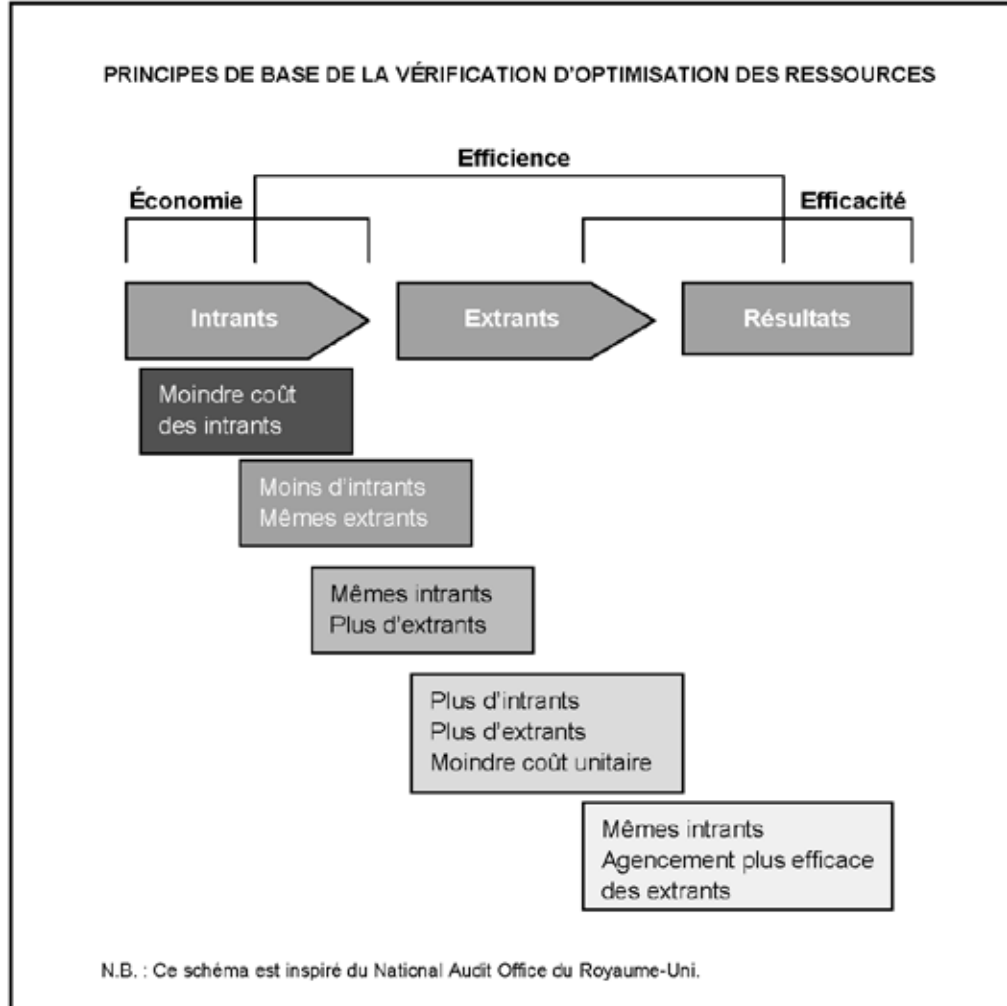 PRINCIPES DE BASE DE LA VÉRIFICATION D'OPTIMISATION DES RESSOURCES
Efficience
Économie
Efficacité
Intrants
Extrants
Résultats
Moindre coût
des intrants
Moins d'intrants
Mêmes extrants
Mêmes intrants
Plus d'extrants
Plus d'intrants
Plus d'extrants
Moindre coût unitaire
Mêmes intrants
Agencement plus efficace
des extrants
N.B. : Ce schéma est inspiré du National Audit Office du Royaume-Uni.